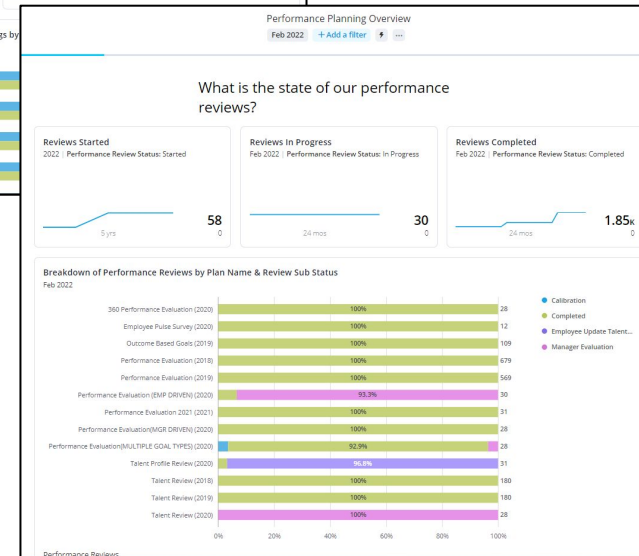 gs by
Performance Planning Overview
Feb 2022 + Add a filter ...
What is the state of our performance
reviews?
Reviews Started
2022 | Performance Review Status: Started
58
0
5 yrs
Reviews In Progress
Feb 2022 | Performance Review Status: In Progress
30
0
24 mos
Reviews Completed
Feb 2022 | Performance Review Status: Completed
1.85K
0
24 mos
Breakdown of Performance Reviews by Plan Name & Review Sub Status
Feb 2022
360 Performance Evaluation (2020) 100% 28
Employee Pulse Survey (2020) 100% 12
Outcome Based Goals (2019) 100% 109
Performance Evaluation (2018) 100% 679
Performance Evaluation (2019) 100% 569
Performance Evaluation (EMP DRIVEN) (2020) 93.3% 30
Performance Evaluation 2021 (2021) 100% 31
Performance Evaluation(MGR DRIVEN) (2020) 100% 28
Performance Evaluation(MULTIPLE GOAL TYPES) (2020) 92.9% 28
Talent Profile Review (2020) 96.8% 31
Talent Review (2018) 100% 180
Talent Review (2019) 100% 180
Talent Review (2020) 100% 28
0% 20% 40% 60% 80% 100%
Calibration
Completed
Employee Update Talent...
Manager Evaluation
Performance Reviews